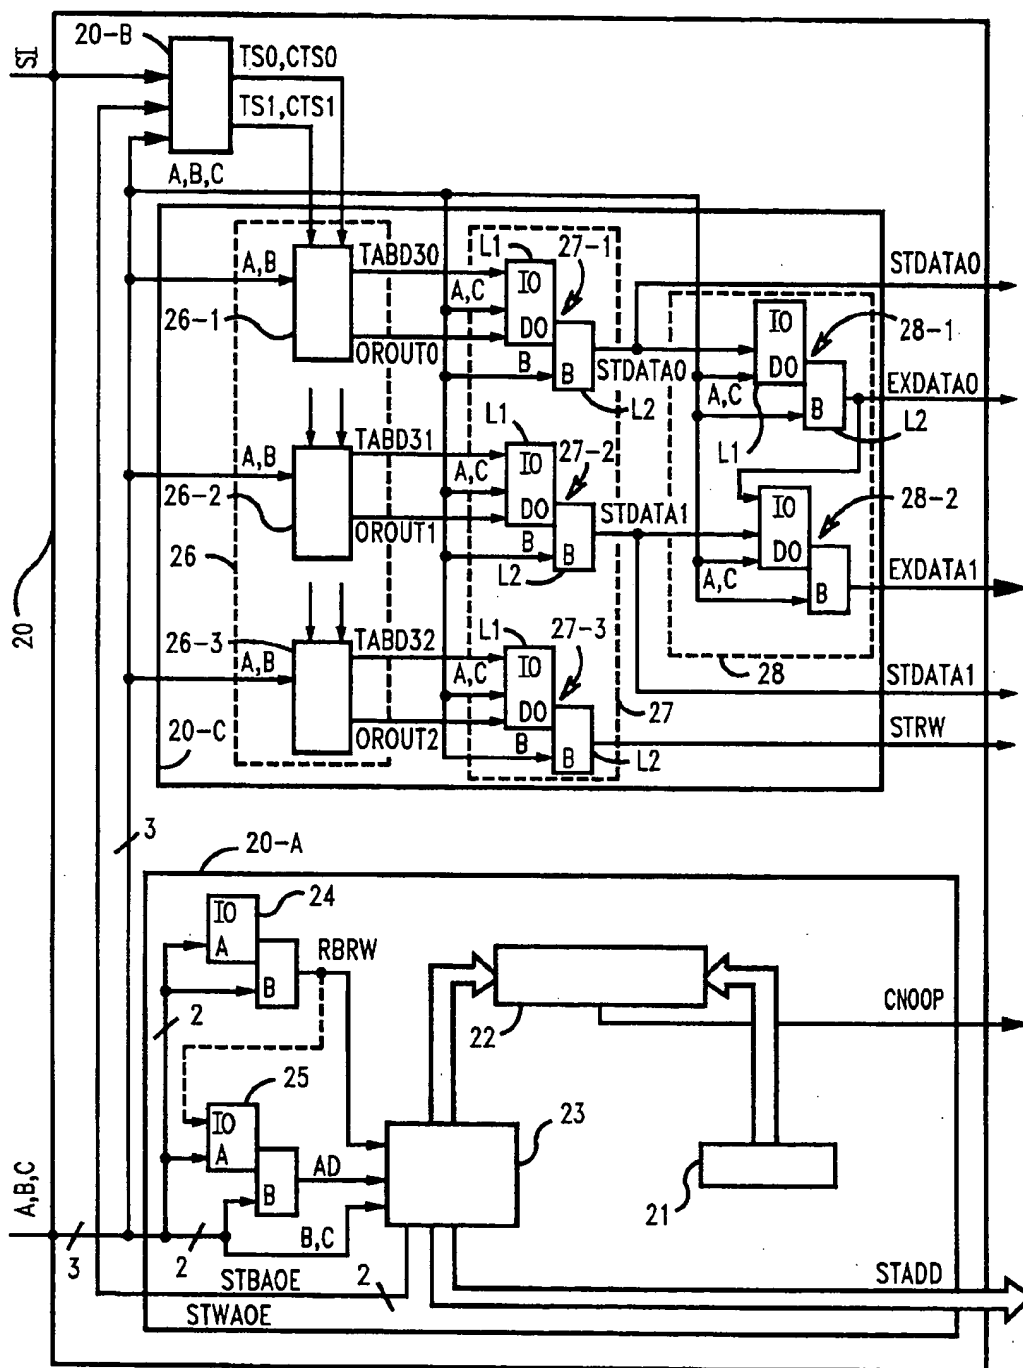 20-B
S̅I̅
TS0,CTS0
TS1,CTS1
A,B,C
A,B
TABD30
L1
IO
27-1
STDATA0
A,C
26-1
DO
IO
28-1
OROUT0
B
B
STDATA0
DO
A,C
EXDATA0
B
L2
L1
L2
TABD31
L1
A,B
IO
27-2
A,C
26-2
DO
STDATA1
IO
28-2
OROUT1
B
B
DO
EXDATA1
26
L2
A,C
B
20
26-3
TABD32
L1
27-3
A,B
IO
28
A,C
STDATA1
DO
27
20-C
OROUT2
STRW
B
B
L2
3
20-A
IO
24
A
RBRW
B
CNOOP
2
22
25
IO
23
A
AD
B
21
A,B,C
B,C
3
2
STBAOE
2
STADD
STWAOE